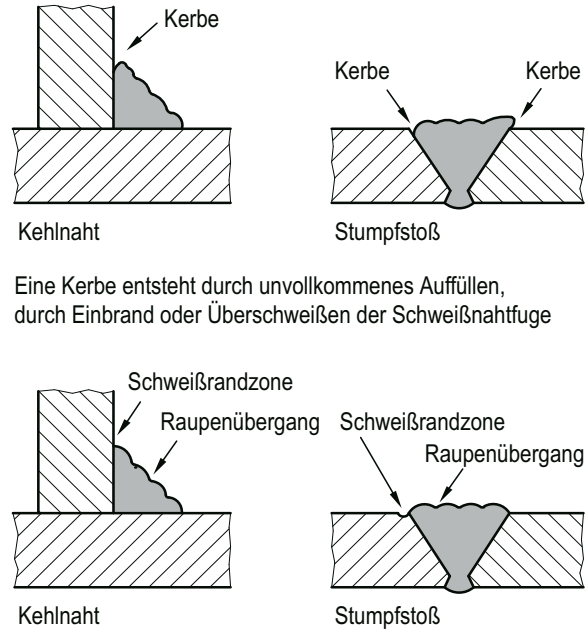 Kerbe
Kerbe
Kerbe
Kehlnaht
Stumpfstoß
Eine Kerbe entsteht durch unvollkommenes Auffüllen,
durch Einbrand oder Überschweißen der Schweißnahtfuge
Schweißrandzone
Raupenübergang
Schweißrandzone
Raupenübergang
Kehlnaht
Stumpfstoß